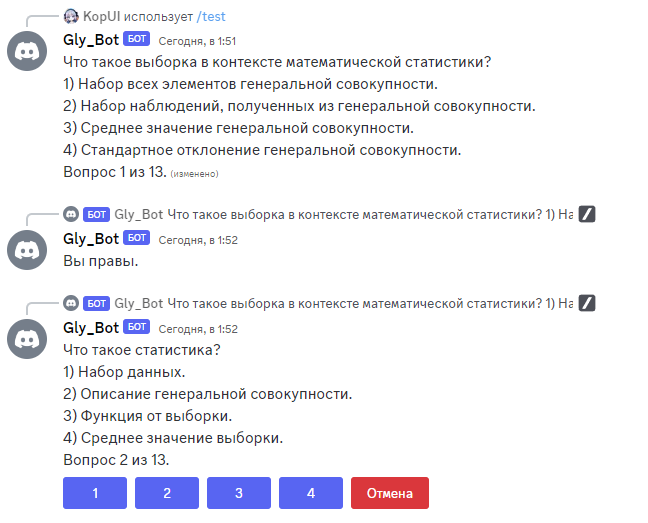 KopUI использует /test
Gly_Bot БОТ Сегодня, в 1:51
Что такое выборка в контексте математической статистики?
1) Набор всех элементов генеральной совокупности.
2) Набор наблюдений, полученных из генеральной совокупности.
3) Среднее значение генеральной совокупности.
4) Стандартное отклонение генеральной совокупности.
Вопрос 1 из 13. (изменено)
БОТ Gly_Bot Что такое выборка в контексте математической статистики? 1) На
Gly_Bot БОТ Сегодня, в 1:52
Вы правы.
БОТ Gly_Bot Что такое выборка в контексте математической статистики? 1) На
Gly_Bot БОТ Сегодня, в 1:52
Что такое статистика?
1) Набор данных.
2) Описание генеральной совокупности.
3) Функция от выборки.
4) Среднее значение выборки.
Вопрос 2 из 13.
1 2 3 4 Отмена